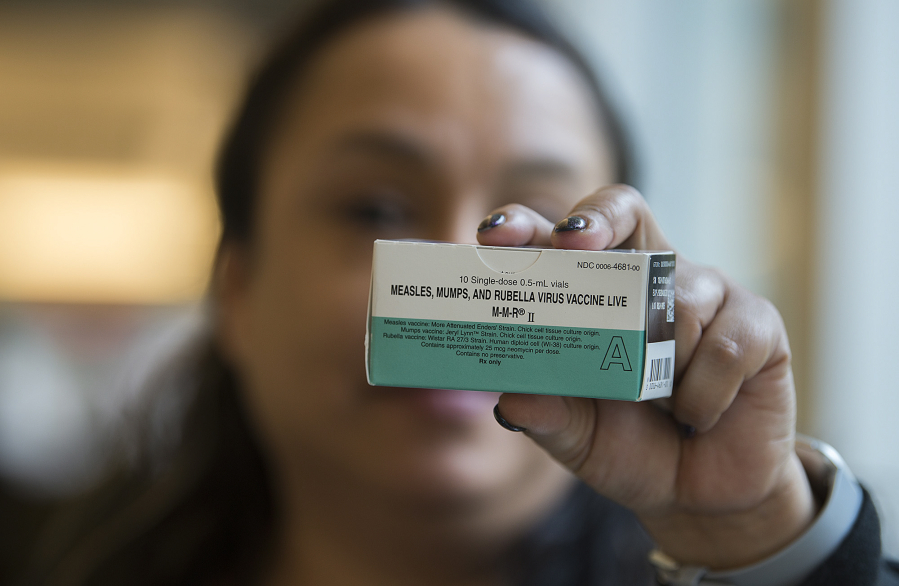 NDC 0006-4681-00
10 Single-dose 0.5-mL vials
MEASLES, MUMPS, AND RUBELLA VIRUS VACCINE LIVE
M-M-R® II
Measles vaccine: More Attenuated Enders' Strain. Chick cell tissue culture origin.
Mumps vaccine: Jeryl Lynn™ Strain. Chick cell tissue culture origin.
Rubella vaccine: Wistar RA 27/3 Strain. Human diploid cell (WI-38) culture origin.
Contains approximately 25 mcg neomycin per dose.
Contains no preservative.
Rx only
A